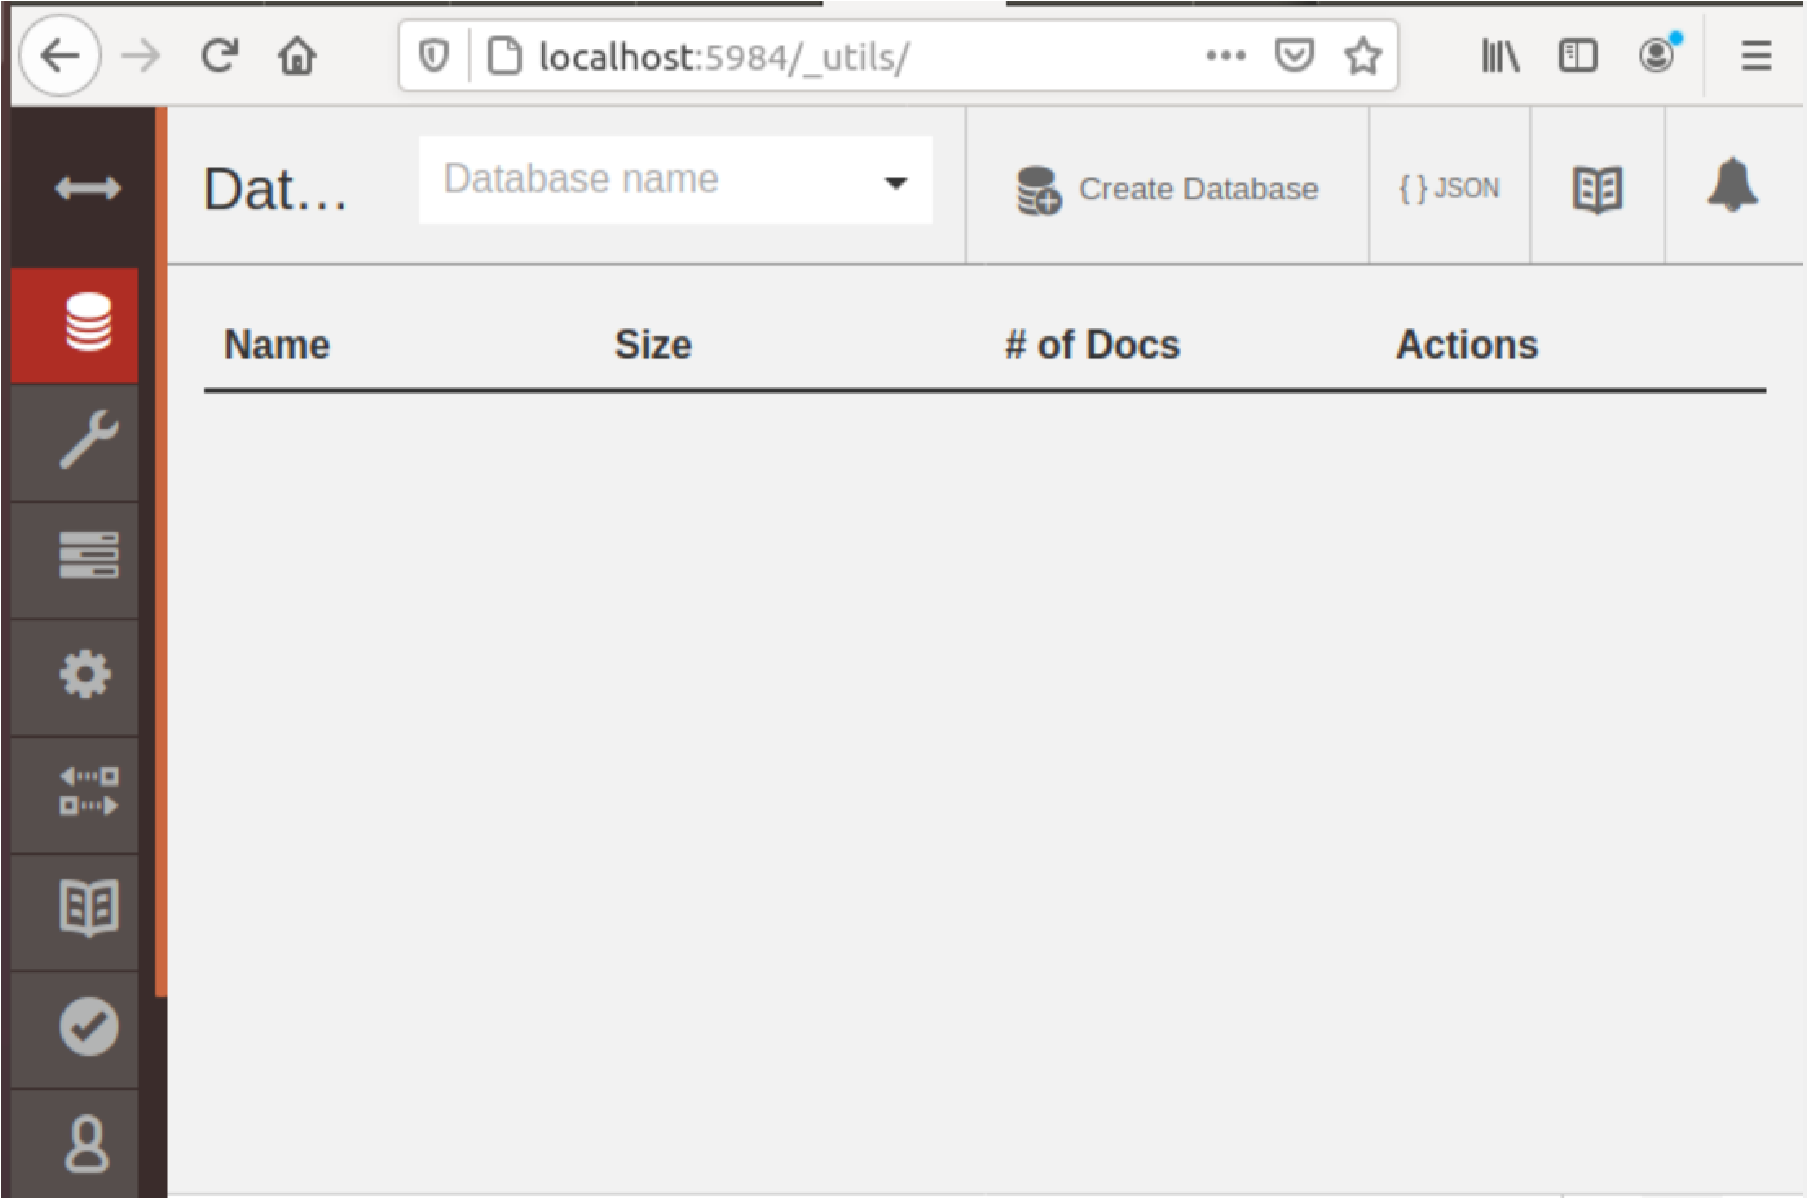 localhost:5984/_utils/
Dat...
Database name
Create Database
{ } JSON
Name Size # of Docs Actions